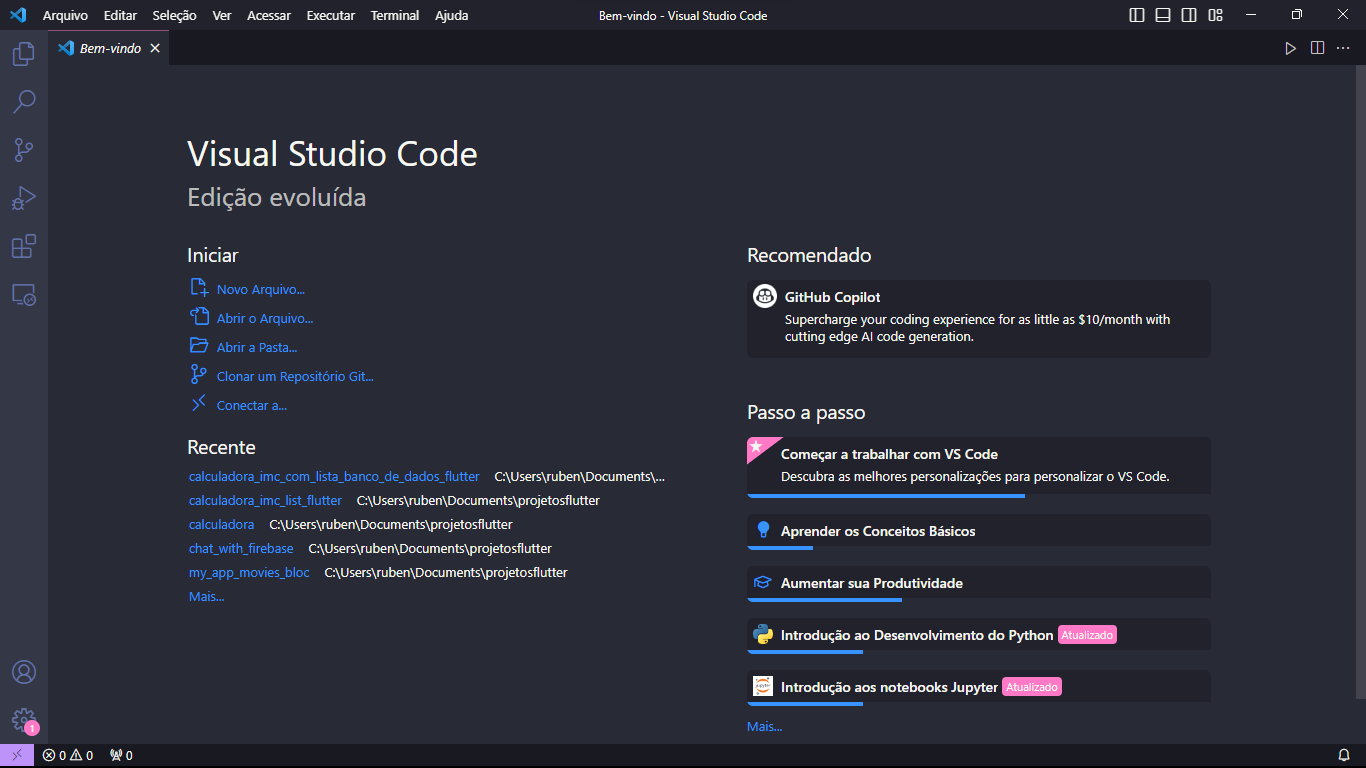 Arquivo Editar Seleção Ver Acessar Executar Terminal Ajuda Bem-vindo - Visual Studio Code
Bem-vindo
Visual Studio Code
Edição evoluída
Iniciar
Novo Arquivo...
Abrir o Arquivo...
Abrir a Pasta...
Clonar um Repositório Git...
Conectar a...
Recente
calculadora_imc_com_lista_banco_de_dados_flutter C:\Users\ruben\Documents\...
calculadora_imc_list_flutter C:\Users\ruben\Documents\projetosflutter
calculadora C:\Users\ruben\Documents\projetosflutter
chat_with_firebase C:\Users\ruben\Documents\projetosflutter
my_app_movies_bloc C:\Users\ruben\Documents\projetosflutter
Mais...
Recomendado
GitHub Copilot
Supercharge your coding experience for as little as $10/month with
cutting edge AI code generation.
Passo a passo
Começar a trabalhar com VS Code
Descubra as melhores personalizações para personalizar o VS Code.
Aprender os Conceitos Básicos
Aumentar sua Produtividade
Introdução ao Desenvolvimento do Python Atualizado
jupyter Introdução aos notebooks Jupyter Atualizado
Mais...
1
0 0 0